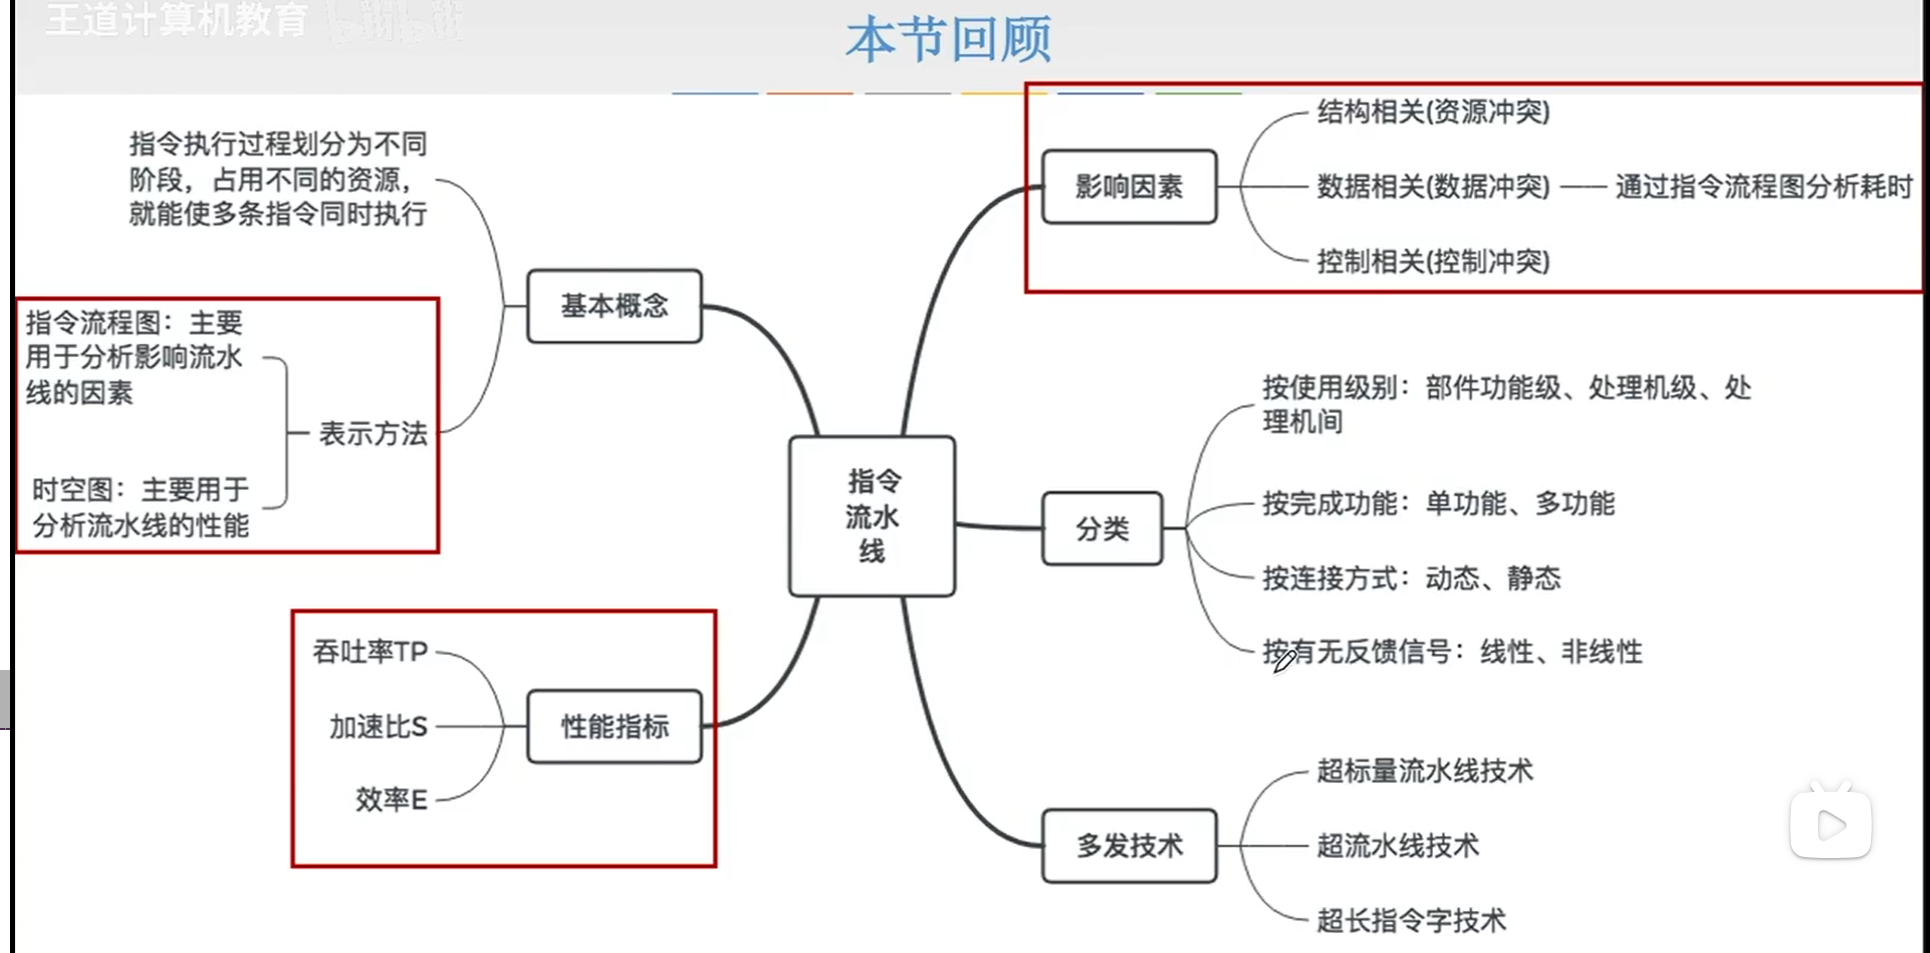 王道计算机教育 bilibili
本节回顾
指令执行过程划分为不同
阶段，占用不同的资源，
就能使多条指令同时执行
基本概念
指令流程图：主要
用于分析影响流水
线的因素
表示方法
时空图：主要用于
分析流水线的性能
吞吐率TP
加速比S
效率E
性能指标
指令
流水
线
影响因素
结构相关(资源冲突)
数据相关(数据冲突)
通过指令流程图分析耗时
控制相关(控制冲突)
分类
按使用级别：部件功能级、处理机级、处
理机间
按完成功能：单功能、多功能
按连接方式：动态、静态
按有无反馈信号：线性、非线性
多发技术
超标量流水线技术
超流水线技术
超长指令字技术